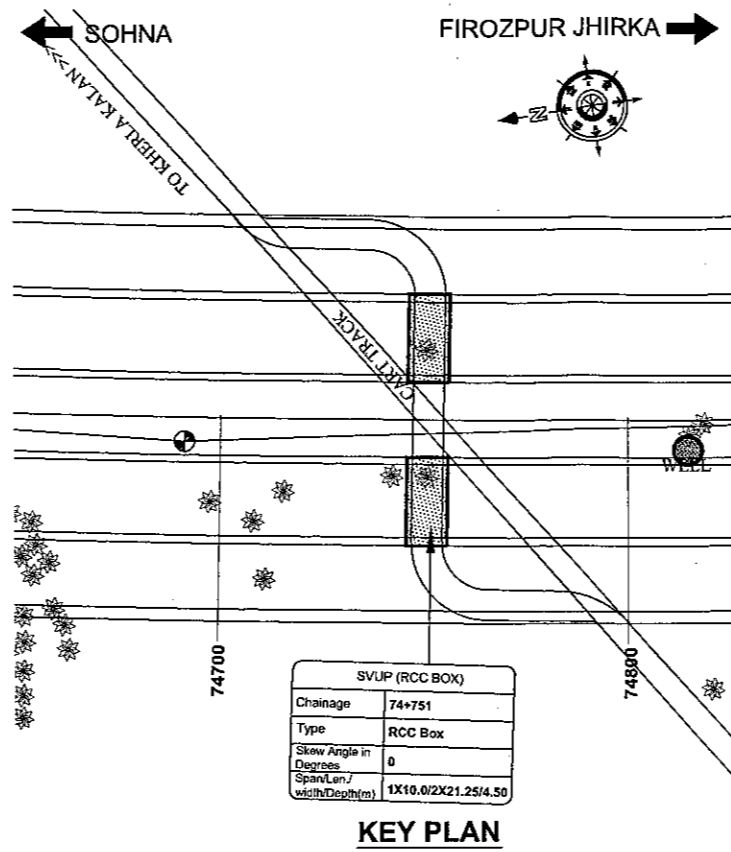 SOHNA
FIROZPUR JHIRKA
N
<<< TO KHERLA KALAN
CART TRACK
WELL
74700
74800
SVUP (RCC BOX)
Chainage 74+751
Type RCC Box
Skew Angle in
Degrees 0
Span/Len./
width/Depth(m) 1X10.0/2X21.25/4.50
KEY PLAN